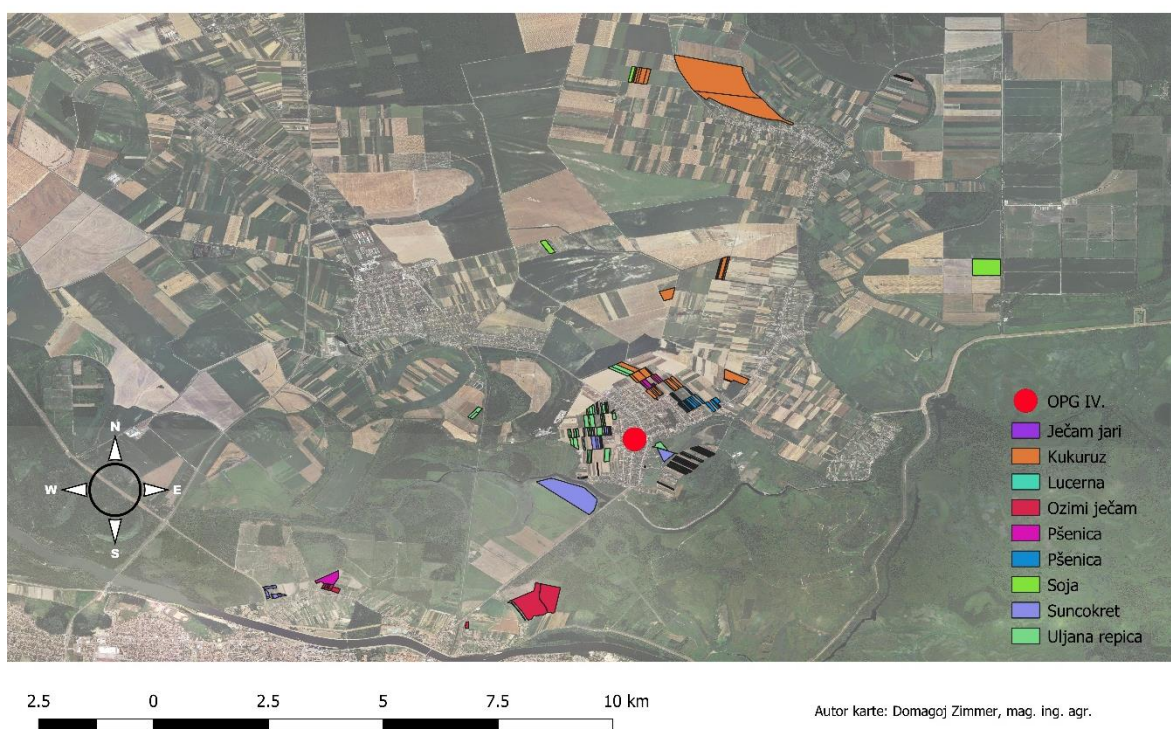 N
W E
S
OPG IV.
Ječam jari
Kukuruz
Lucerna
Ozimi ječam
Pšenica
Pšenica
Soja
Suncokret
Uljana repica
2.5 0 2.5 5 7.5 10 km
Autor karte: Domagoj Zimmer, mag. ing. agr.